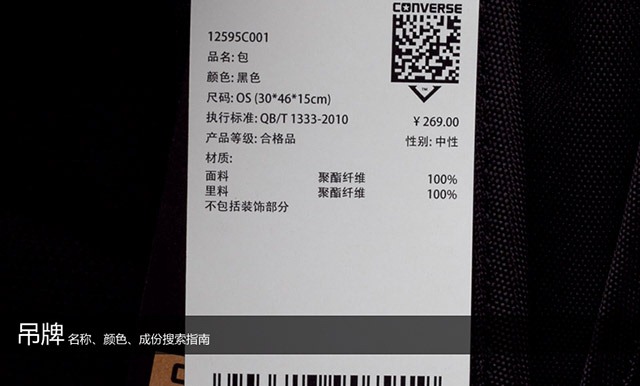 CONVERSE
12595C001
品名: 包
颜色: 黑色
尺码: OS (30*46*15cm)
执行标准: QB/T 1333-2010 ¥ 269.00
产品等级: 合格品 性别: 中性
材质:
面料 聚酯纤维 100%
里料 聚酯纤维 100%
不包括装饰部分
吊牌 名称、颜色、成份搜索指南